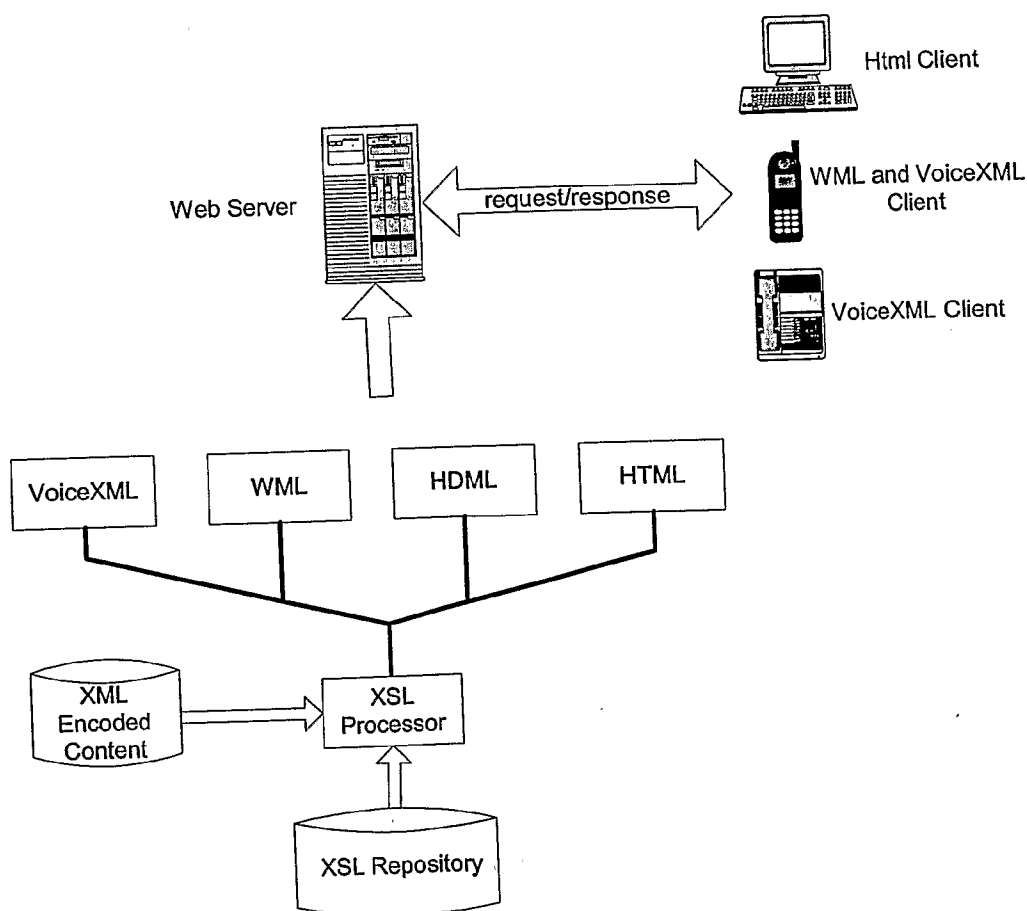 Html Client
Web Server
request/response
WML and VoiceXML
Client
VoiceXML Client
VoiceXML
WML
HDML
HTML
XML
Encoded
Content
XSL
Processor
XSL Repository